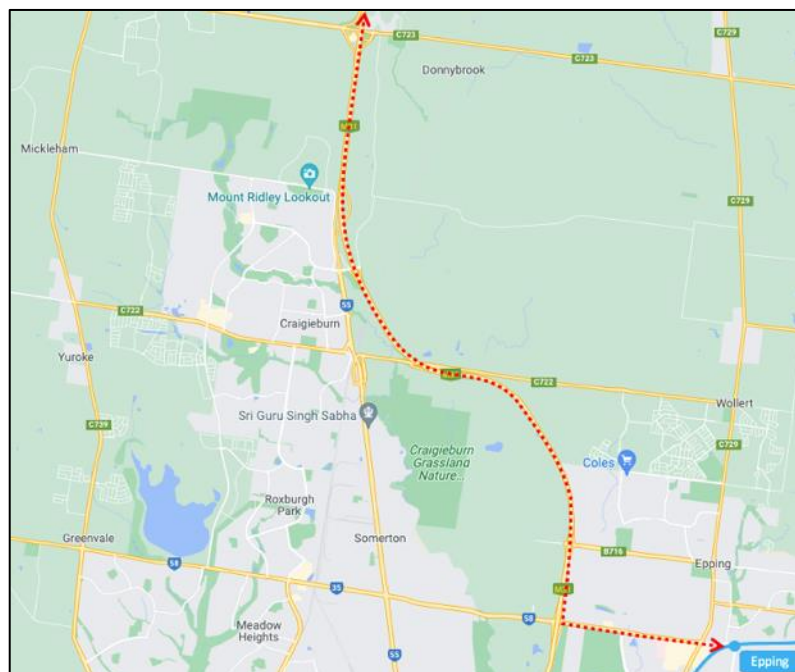 C723
C729
Donnybrook
C723
M31
Mickleham
Mount Ridley Lookout
C729
55
C722
Craigieburn
Yuroke
C722
Wollert
Sri Guru Singh Sabha
C739
C729
Craigieburn
Grassland
Nature...
Coles
Roxburgh
Park
Greenvale
Somerton
B716
Epping
58
35
M31
58
Meadow
Heights
55
Epping